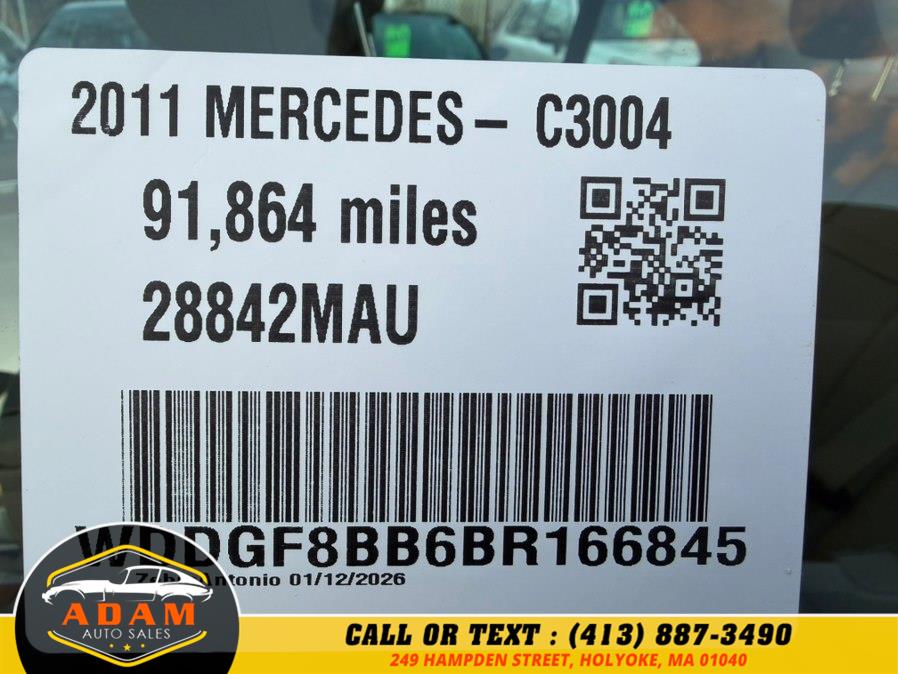 2011 MERCEDES- C3004
91,864 miles
28842MAU
WDDGF8BB6BR166845
Antonio 01/12/2026
ADAM
AUTO SALES
CALL OR TEXT : (413) 887-3490
249 HAMPDEN STREET, HOLYOKE, MA 01040